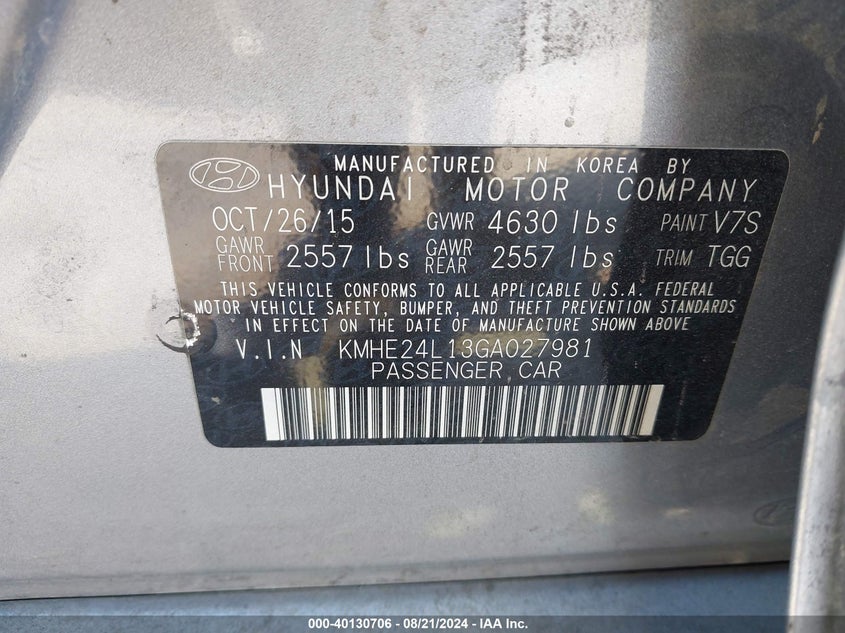 MANUFACTURED IN KOREA BY
HYUNDAI MOTOR COMPANY
OCT/26/15 GVWR 4630 lbs PAINT V7S
GAWR FRONT 2557 lbs GAWR REAR 2557 lbs TRIM TGG
THIS VEHICLE CONFORMS TO ALL APPLICABLE U.S.A. FEDERAL
MOTOR VEHICLE SAFETY, BUMPER, AND THEFT PREVENTION STANDARDS
IN EFFECT ON THE DATE OF MANUFACTURE SHOWN ABOVE
V.I.N KMHE24L13GA027981
PASSENGER CAR
000-40130706 - 08/21/2024 - IAA Inc.